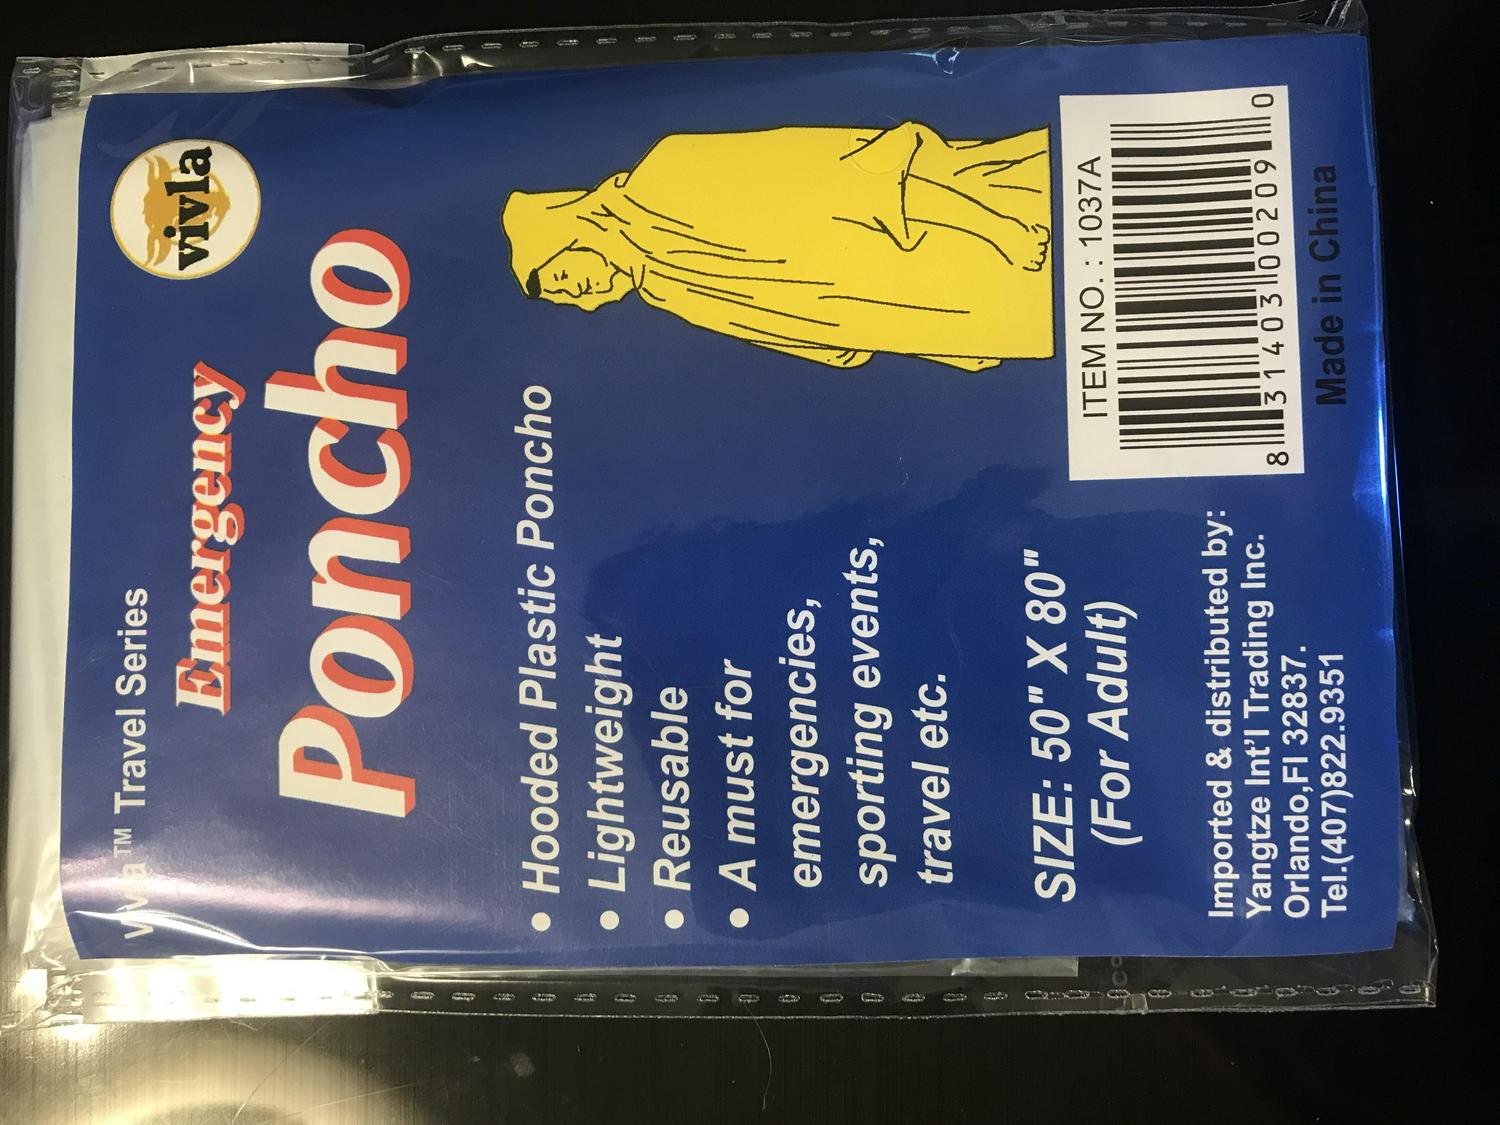 Vivla™ Travel Series
vivla
Emergency
Poncho
• Hooded Plastic Poncho
• Lightweight
• Reusable
• A must for
emergencies,
sporting events,
travel etc.
SIZE: 50" X 80"
(For Adult)
ITEM NO. : 1037A
8 31403 00209 0
Imported & distributed by:
Yangtze Int'l Trading Inc.
Orlando,Fl 32837.
Tel.(407)822.9351
Made in China